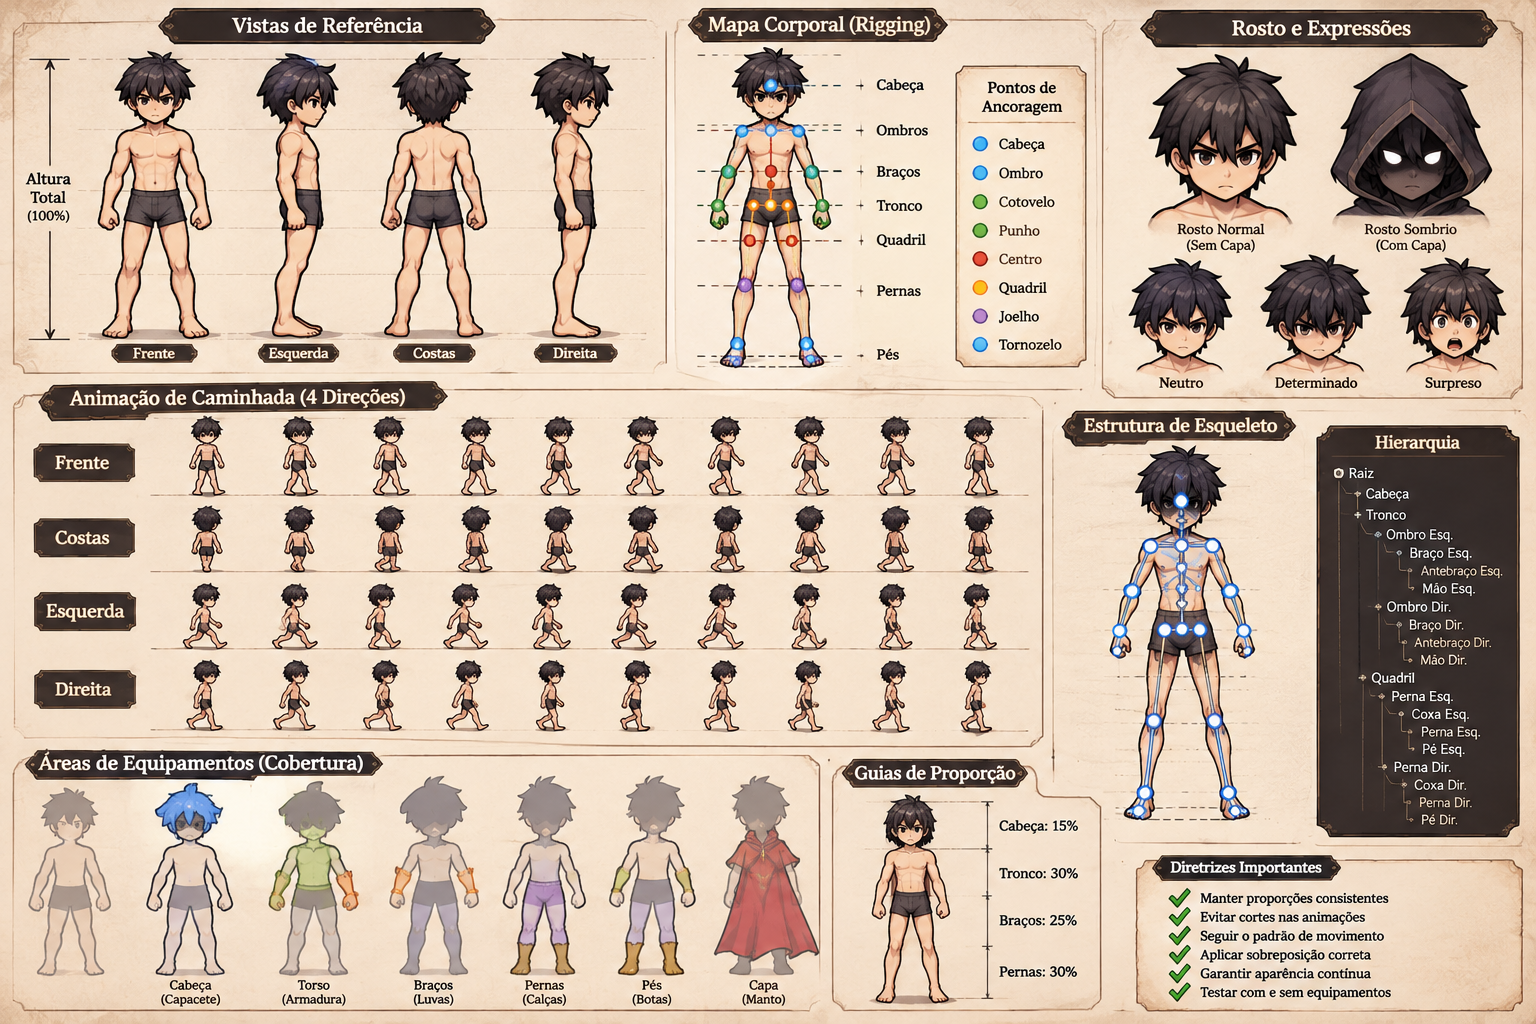 Vistas de Referência
Altura
Total
(100%)
Frente
Esquerda
Costas
Direita
Mapa Corporal (Rigging)
Cabeça
Ombros
Braços
Tronco
Quadril
Pernas
Pés
Pontos de
Ancoragem
Cabeça
Ombro
Cotovelo
Punho
Centro
Quadril
Joelho
Tornozelo
Rosto e Expressões
Rosto Normal
(Sem Capa)
Rosto Sombrio
(Com Capa)
Neutro
Determinado
Surpreso
Animação de Caminhada (4 Direções)
Frente
Costas
Esquerda
Direita
Estrutura de Esqueleto
Hierarquia
Raiz
Cabeça
Tronco
Ombro Esq.
Braço Esq.
Antebraço Esq.
Mão Esq.
Ombro Dir.
Braço Dir.
Antebraço Dir.
Mão Dir.
Quadril
Perna Esq.
Coxa Esq.
Perna Esq.
Pé Esq.
Perna Dir.
Coxa Dir.
Perna Dir.
Pé Dir.
Áreas de Equipamentos (Cobertura)
Cabeça
(Capacete)
Torso
(Armadura)
Braços
(Luvas)
Pernas
(Calças)
Pés
(Botas)
Capa
(Manto)
Guias de Proporção
Cabeça: 15%
Tronco: 30%
Braços: 25%
Pernas: 30%
Diretrizes Importantes
Manter proporções consistentes
Evitar cortes nas animações
Seguir o padrão de movimento
Aplicar sobreposição correta
Garantir aparência contínua
Testar com e sem equipamentos